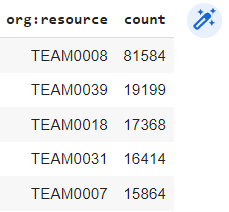 org:resource count
TEAM0008 81584
TEAM0039 19199
TEAM0018 17368
TEAM0031 16414
TEAM0007 15864